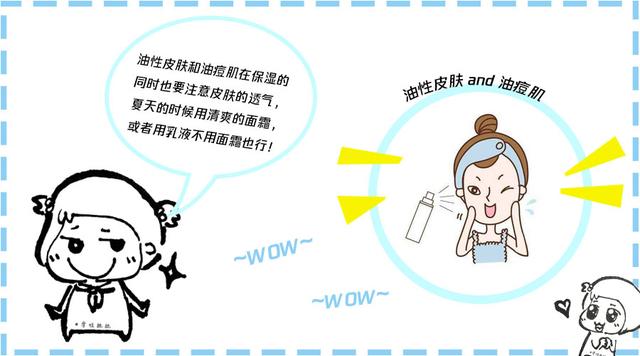 油性皮肤和油痘肌在保湿的
同时也要注意皮肤的透气，
夏天的时候用清爽的面霜，
或者用乳液不用面霜也行！
油性皮肤 and 油痘肌
~WOW~
~WOW~